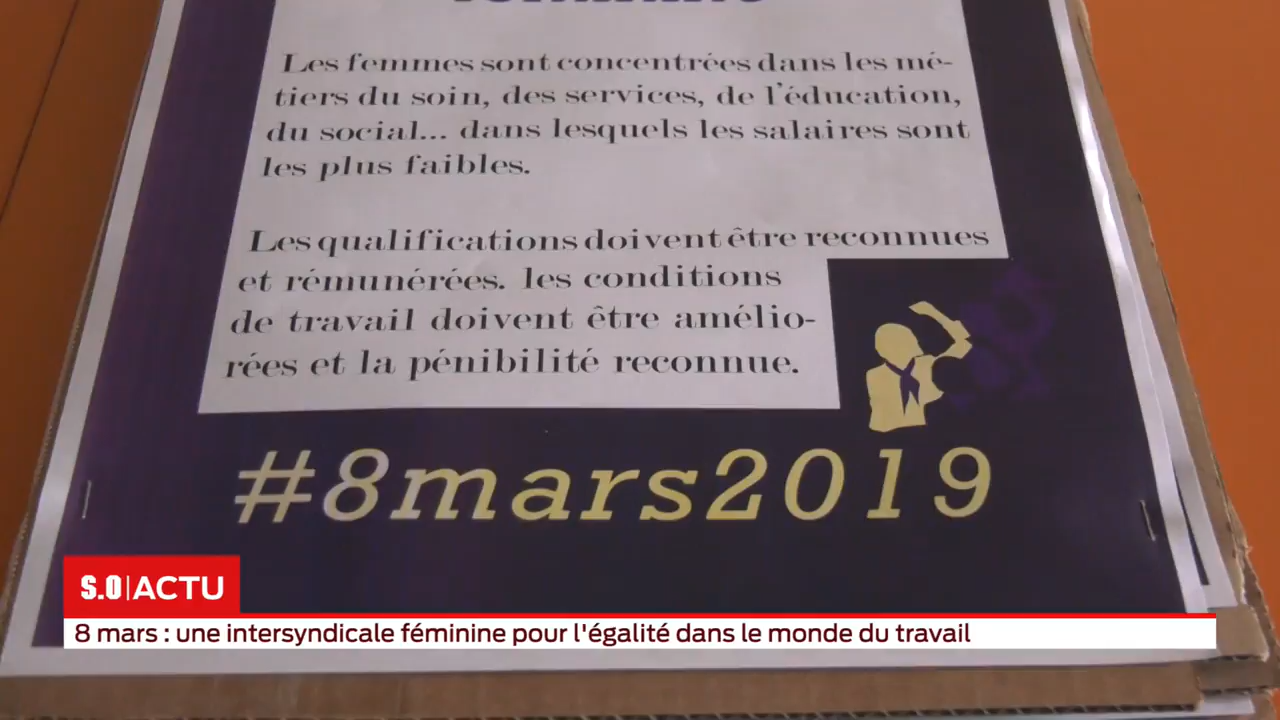 Les femmes sont concentrées dans les mé-
tiers du soin, des services, de l'éducation,
du social... dans lesquels les salaires sont
les plus faibles.
Les qualifications doivent être reconnues
et rémunérées. les conditions
de travail doivent être amélio-
rées et la pénibilité reconnue.
#8mars2019
S.O|ACTU
8 mars : une intersyndicale féminine pour l'égalité dans le monde du travail